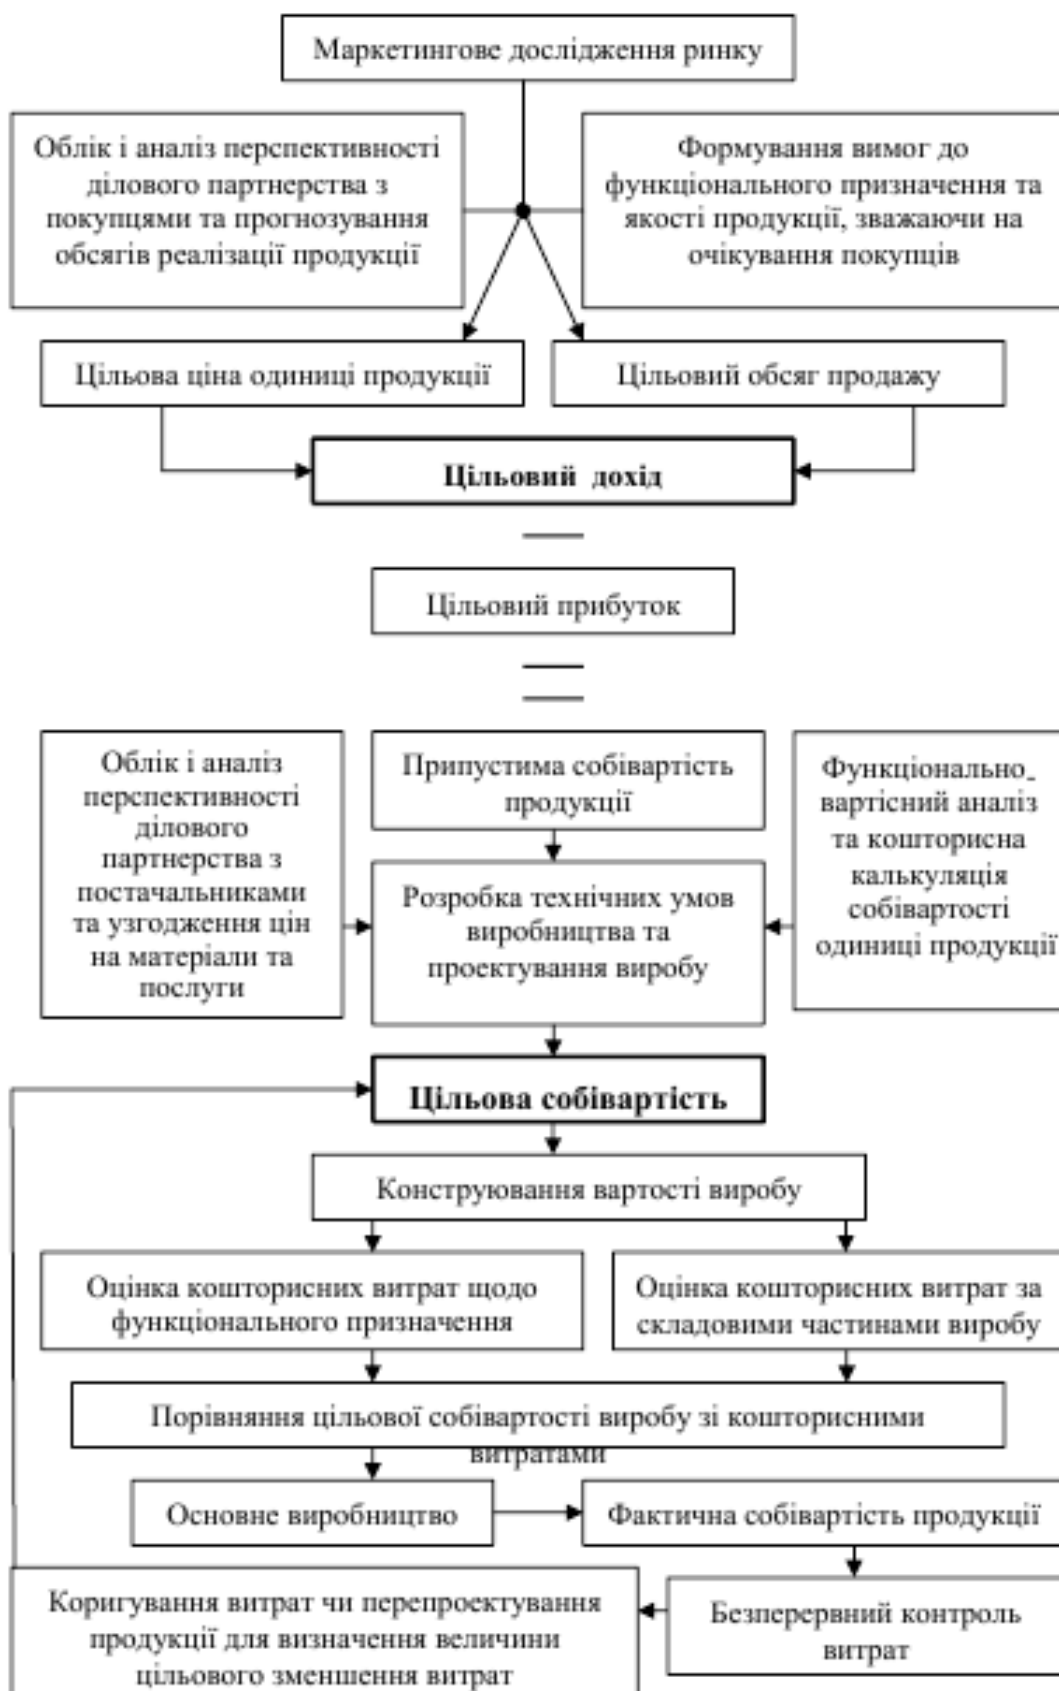 Маркетингове дослідження ринку
Облік і аналіз перспективності
ділового партнерства з
покупцями та прогнозування
обсягів реалізації продукції
Формування вимог до
функціонального призначення та
якості продукції, зважаючи на
очікування покупців
Цільова ціна одиниці продукції
Цільовий обсяг продажу
Цільовий дохід
Цільовий прибуток
Облік і аналіз
перспективності
ділового
партнерства з
постачальниками
та узгодження цін
на матеріали та
послуги
Припустима собівартість
продукції
Функціонально-
вартісний аналіз
та кошторисна
калькуляція
собівартості
одиниці продукції
Розробка технічних умов
виробництва та
проектування виробу
Цільова собівартість
Конструювання вартості виробу
Оцінка кошторисних витрат щодо
функціонального призначення
Оцінка кошторисних витрат за
складовими частинами виробу
Порівняння цільової собівартості виробу зі кошторисними
витратами
Основне виробництво
Фактична собівартість продукції
Коригування витрат чи перепроектування
продукції для визначення величини
цільового зменшення витрат
Безперервний контроль
витрат